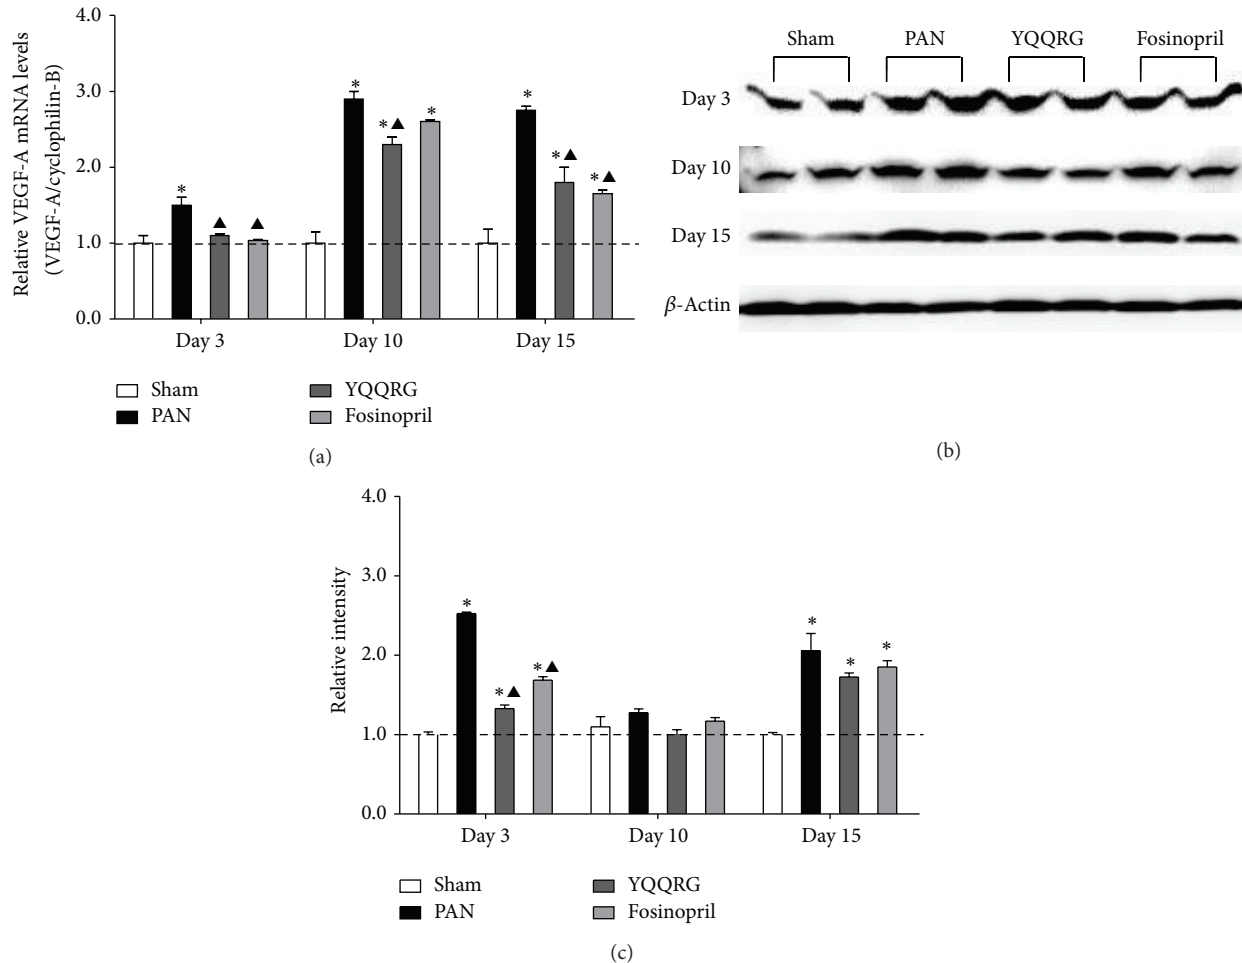 Relative VEGF-A mRNA levels
(VEGF-A/cyclophilin-B)
4.0
3.0
2.0
1.0
0.0
*
*
* ▲
*
*
* ▲
* ▲
▲
▲
Day 3
Day 10
Day 15
Sham
PAN
YQQRG
Fosinopril
(a)
Sham
PAN
YQQRG
Fosinopril
Day 3
Day 10
Day 15
β-Actin
(b)
Relative intensity
4.0
3.0
2.0
1.0
0.0
*
* ▲
* ▲
*
*
*
Day 3
Day 10
Day 15
Sham
PAN
YQQRG
Fosinopril
(c)